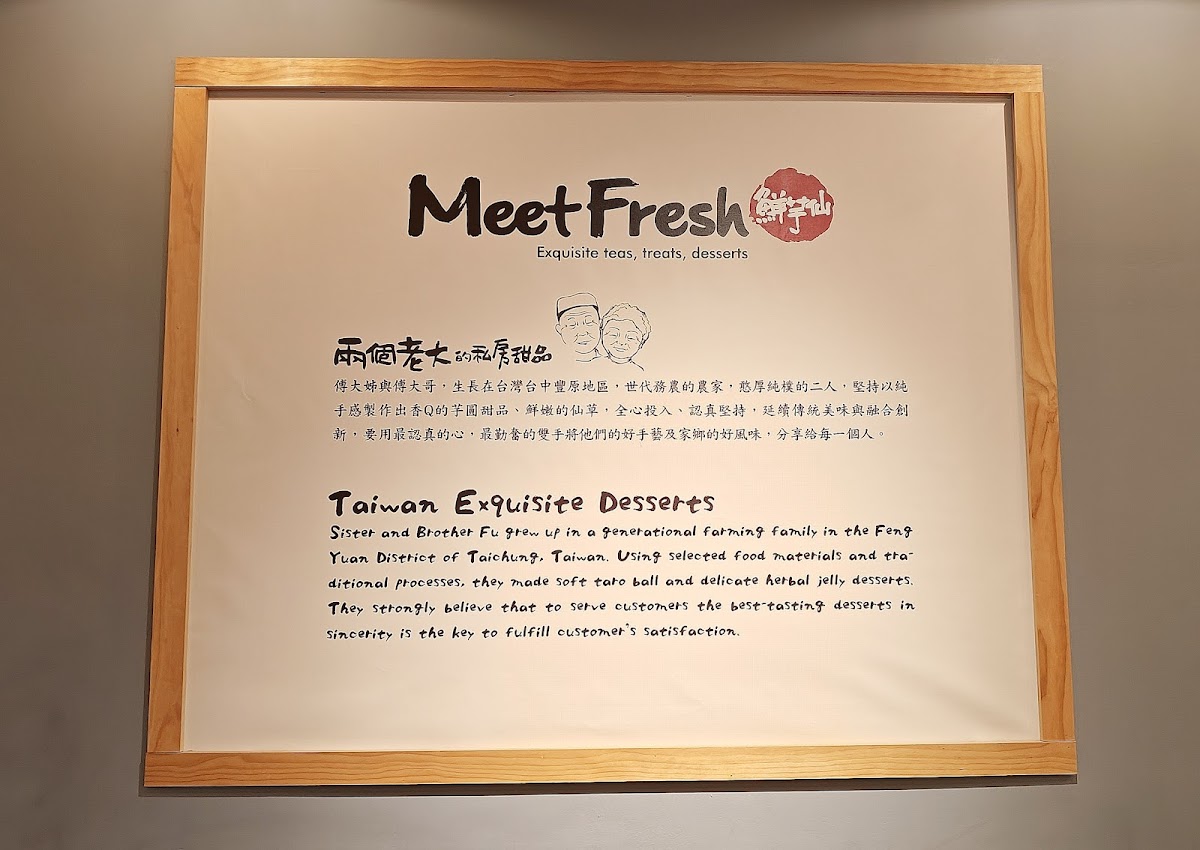 MeetFresh 鮮芋仙
Exquisite teas, treats, desserts
兩個老大的私房甜品
傅大姊與傅大哥，生長在台灣台中豐原地區，世代務農的農家，憨厚純樸的二人，堅持以純
手感製作出香Q的芋圓甜品、鮮嫩的仙草，全心投入、認真堅持，延續傳統美味與融合創
新，要用最認真的心，最勤奮的雙手將他們的好手藝及家鄉的好風味，分享給每一個人。
Taiwan Exquisite Desserts
Sister and Brother Fu grew up in a generational farming family in the Feng
Yuan District of Taichung, Taiwan. Using selected food materials and tra-
ditional processes, they made soft taro ball and delicate herbal jelly desserts.
They strongly believe that to serve customers the best-tasting desserts in
sincerity is the key to fulfill customer's satisfaction.